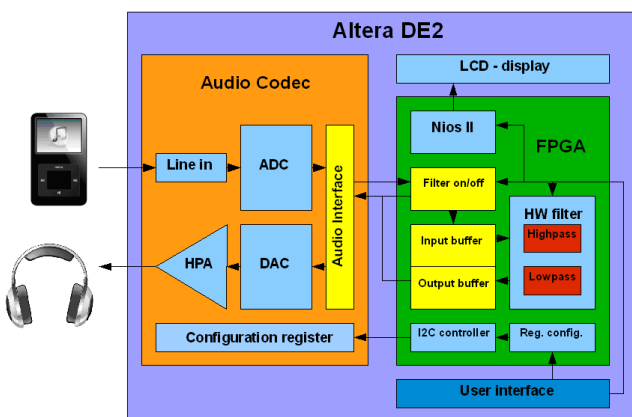 Altera DE2
Audio Codec
LCD - display
Nios II
FPGA
Line in
ADC
Audio Interface
Filter on/off
HW filter
Highpass
Input buffer
HPA
DAC
Output buffer
Lowpass
Configuration register
I2C controller
Reg. config.
User interface